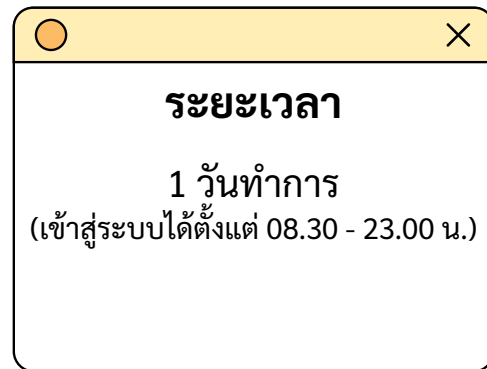 ระยะเวลา
1 วันทำการ
(เข้าสู่ระบบได้ตั้งแต่ 08.30 - 23.00 น.)